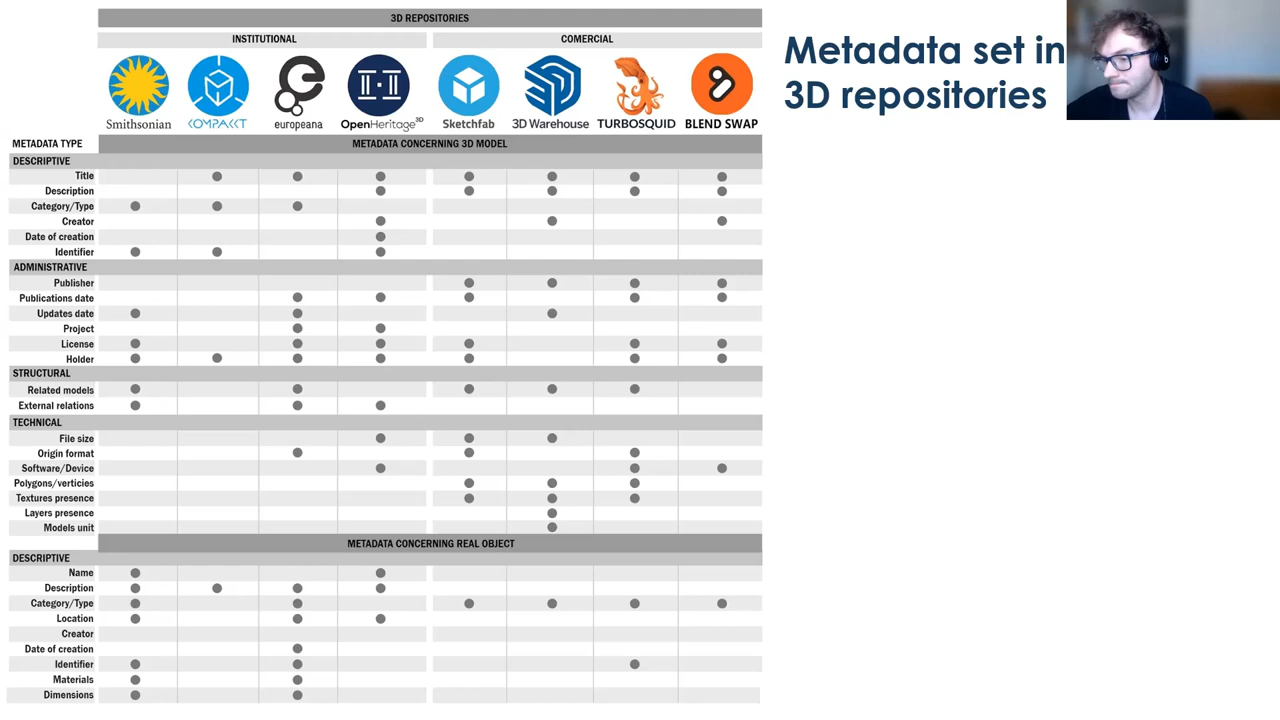 3D REPOSITORIES
INSTITUTIONAL
COMERCIAL
Smithsonian
KOMPAKKT
europeana
OpenHeritage3D
Sketchfab
3D Warehouse
TURBOSQUID
BLEND SWAP
Metadata set in
3D repositories
METADATA TYPE
METADATA CONCERNING 3D MODEL
DESCRIPTIVE
Title
Description
Category/Type
Creator
Date of creation
Identifier
ADMINISTRATIVE
Publisher
Publications date
Updates date
Project
License
Holder
STRUCTURAL
Related models
External relations
TECHNICAL
File size
Origin format
Software/Device
Polygons/verticies
Textures presence
Layers presence
Models unit
METADATA CONCERNING REAL OBJECT
DESCRIPTIVE
Name
Description
Category/Type
Location
Creator
Date of creation
Identifier
Materials
Dimensions